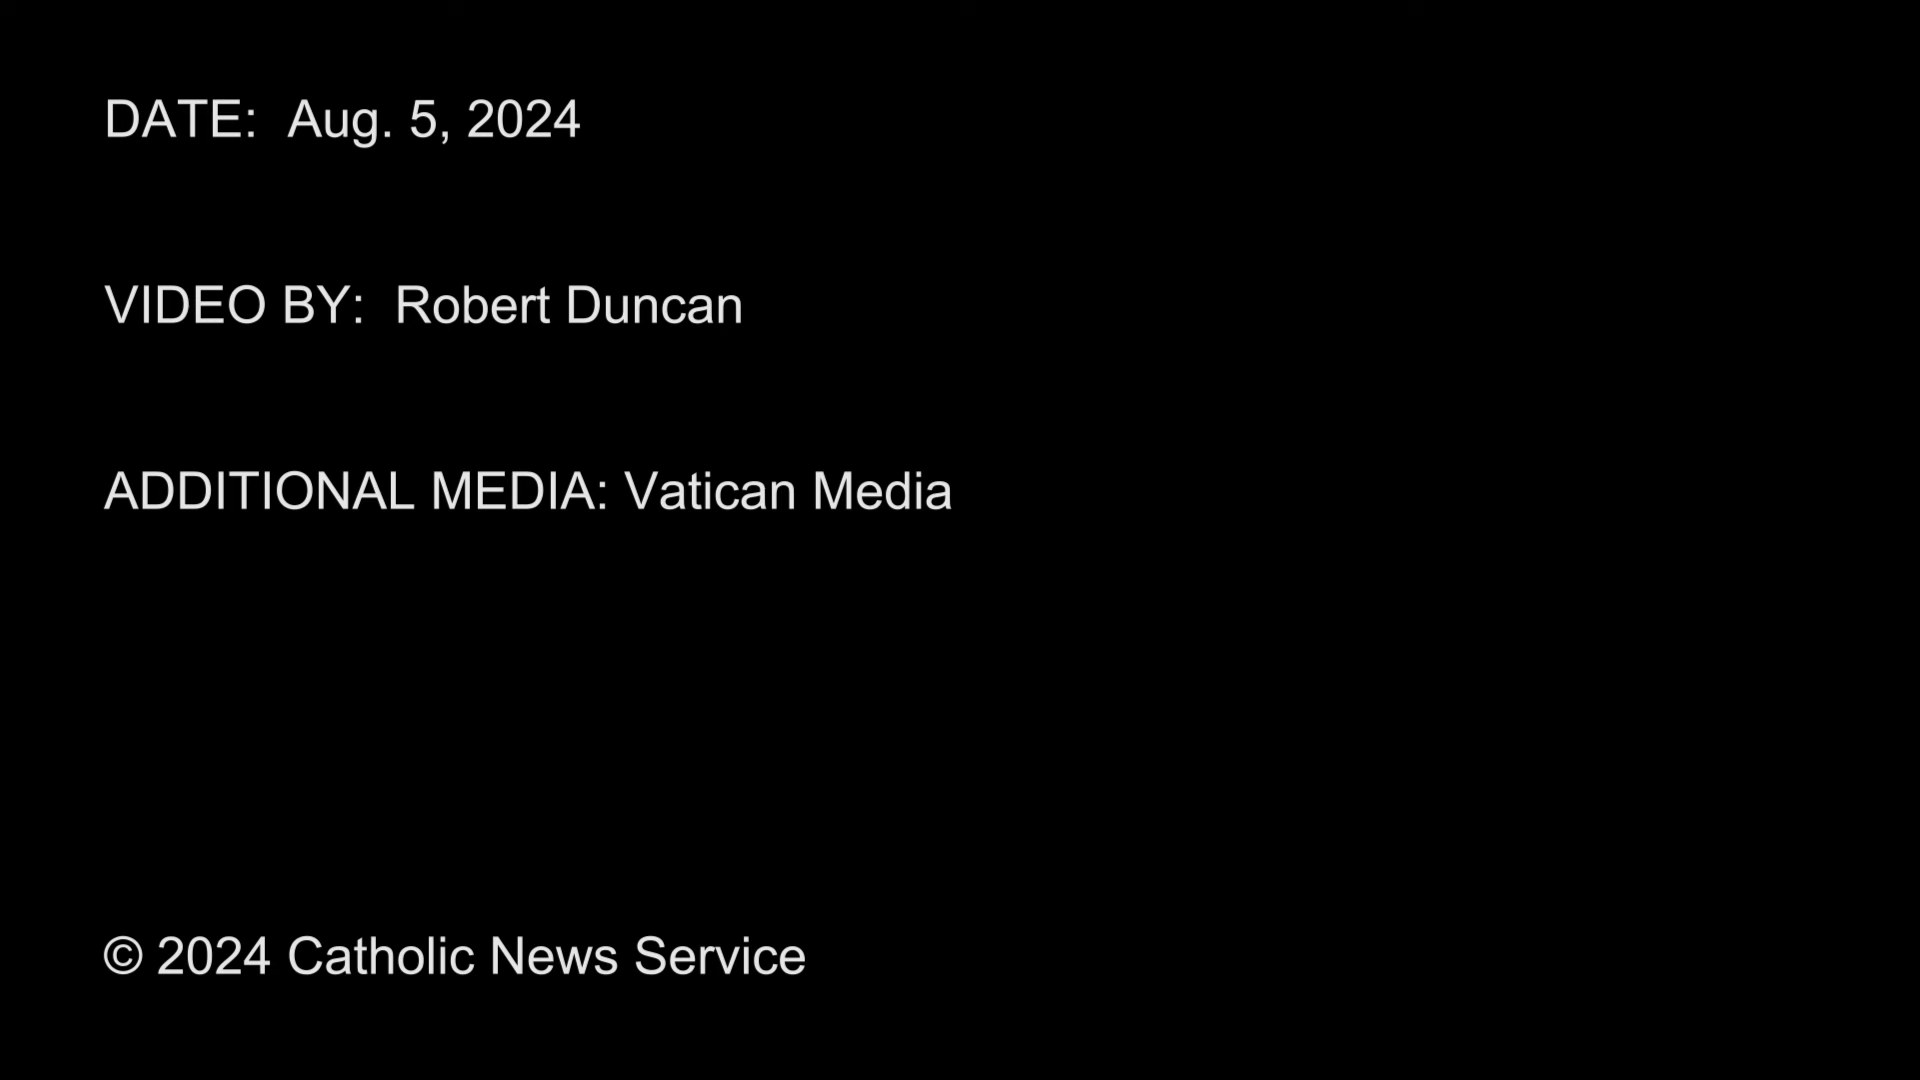 DATE:  Aug. 5, 2024
VIDEO BY:  Robert Duncan
ADDITIONAL MEDIA: Vatican Media
© 2024 Catholic News Service